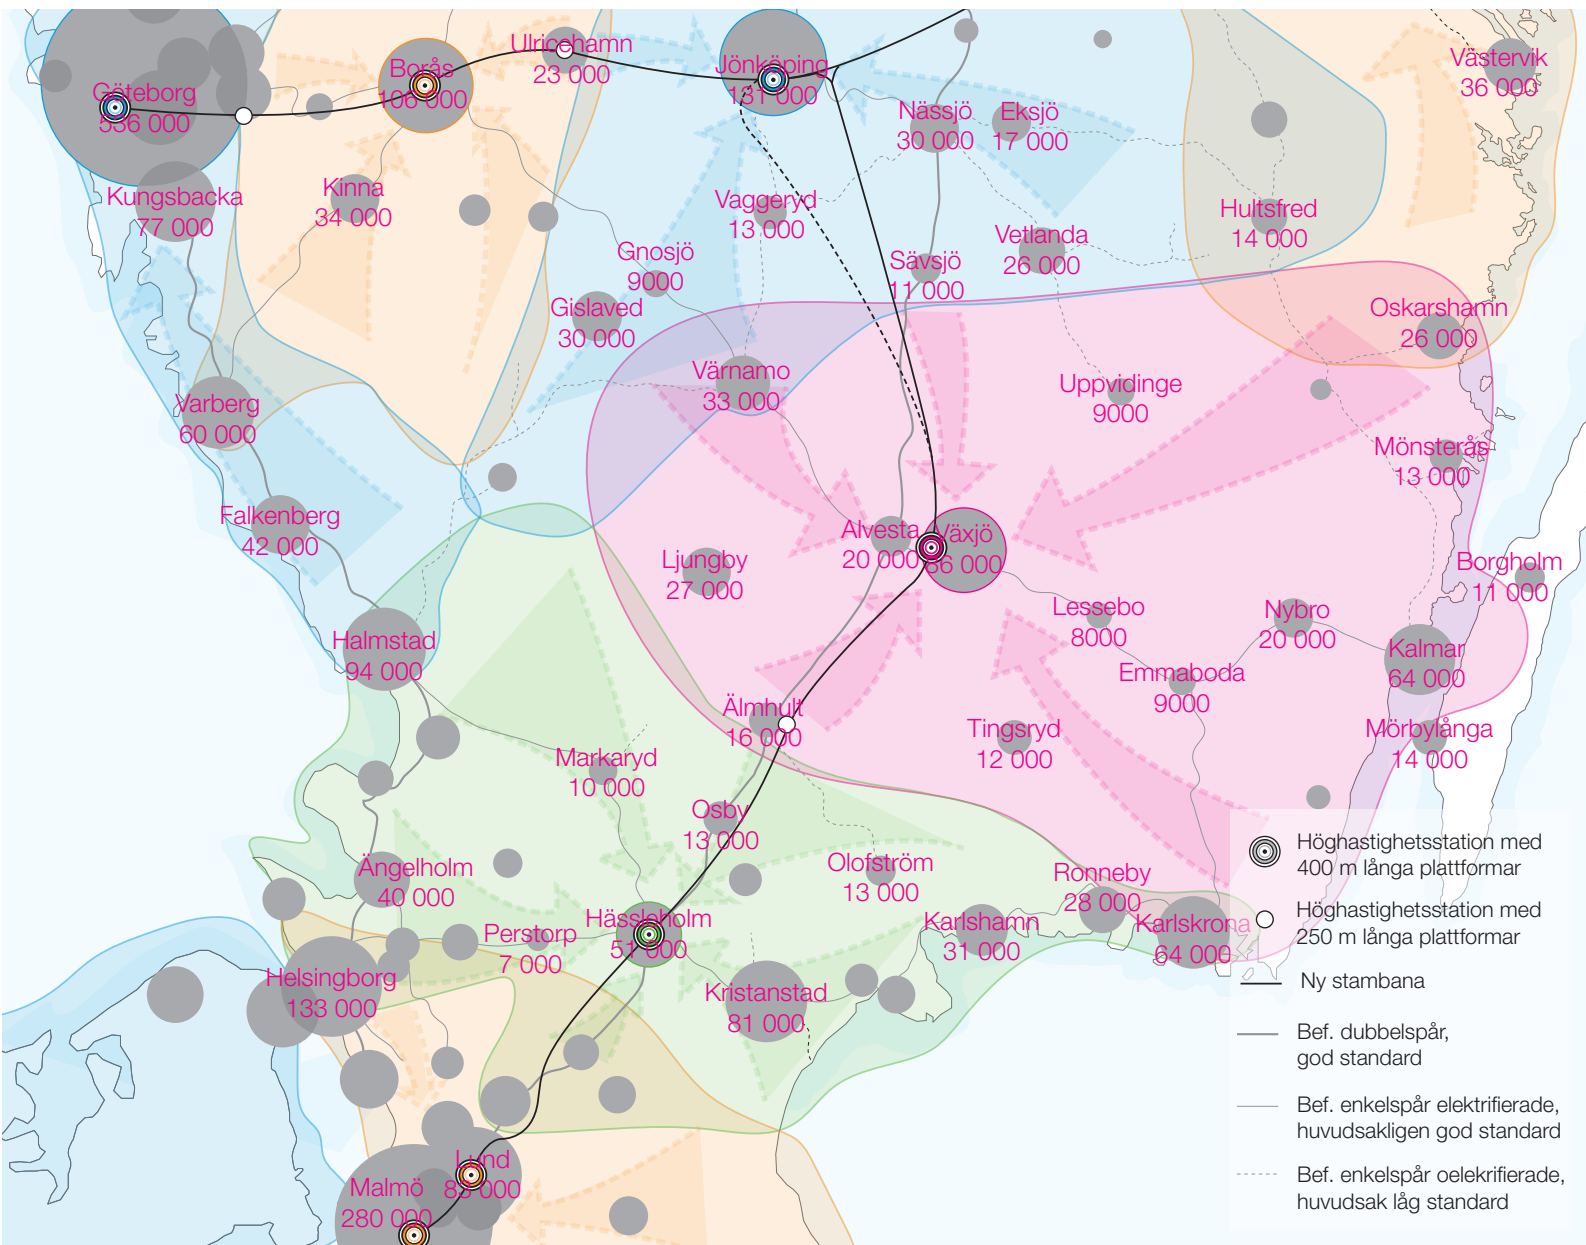 Göteborg
536 000
Borås
106 000
Ulricehamn
23 000
Jönköping
131 000
Västervik
36 000
Nässjö
30 000
Eksjö
17 000
Kungsbacka
77 000
Kinna
34 000
Vaggeryd
13 000
Hultsfred
14 000
Gnosjö
9000
Vetlanda
26 000
Sävsjö
11 000
Gislaved
30 000
Oskarshamn
26 000
Värnamo
33 000
Uppvidinge
9000
Varberg
60 000
Mönsterås
13 000
Falkenberg
42 000
Alvesta
20 000
Växjö
86 000
Ljungby
27 000
Borgholm
11 000
Lessebo
8000
Nybro
20 000
Halmstad
94 000
Kalmar
64 000
Emmaboda
9000
Älmhult
16 000
Tingsryd
12 000
Mörbylånga
14 000
Markaryd
10 000
Osby
13 000
Ängelholm
40 000
Olofström
13 000
Ronneby
28 000
Hässleholm
51 000
Perstorp
7 000
Karlshamn
31 000
Karlskrona
64 000
Helsingborg
133 000
Kristanstad
81 000
Lund
83 000
Malmö
280 000
Höghastighetsstation med
400 m långa plattformar
Höghastighetsstation med
250 m långa plattformar
Ny stambana
Bef. dubbelspår,
god standard
Bef. enkelspår elektrifierade,
huvudsakligen god standard
Bef. enkelspår oelekrifierade,
huvudsak låg standard